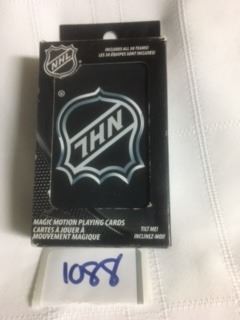 NHL
INCLUDES ALL 30 TEAMS!
LES 30 ÉQUIPES SONT INCLUSES!
NHL
MAGIC MOTION PLAYING CARDS
CARTES À JOUER À
MOUVEMENT MAGIQUE
TILT ME!
INCLINEZ-MOI!
1088